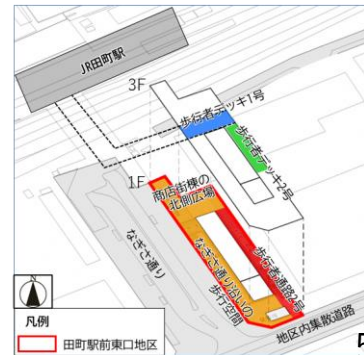 JR田町駅
3F
歩行者デッキ1号
歩行者デッキ2号
1F
商店街棟の
北側広場
なぎさ通り
なぎさ通り沿いの
歩行空間
歩行者通路2号
地区内集散道路
N
凡例
田町駅前東口地区